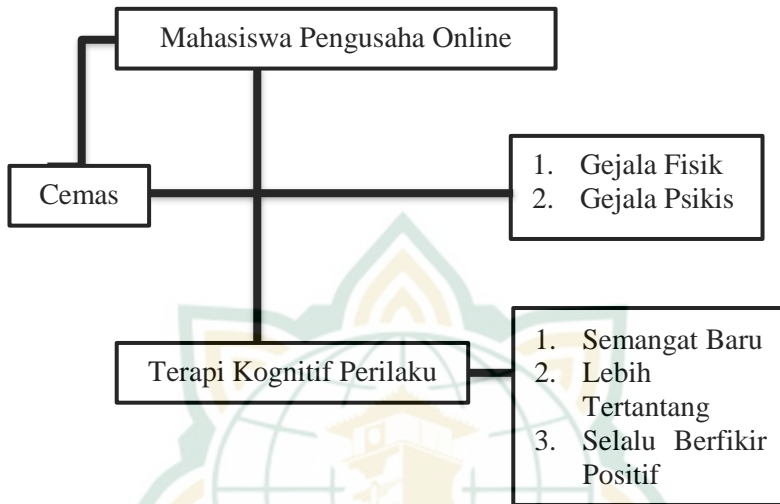 Mahasiswa Pengusaha Online
Cemas
1. Gejala Fisik
2. Gejala Psikis
Terapi Kognitif Perilaku
1. Semangat Baru
2. Lebih
Tertantang
3. Selalu Berfikir
Positif